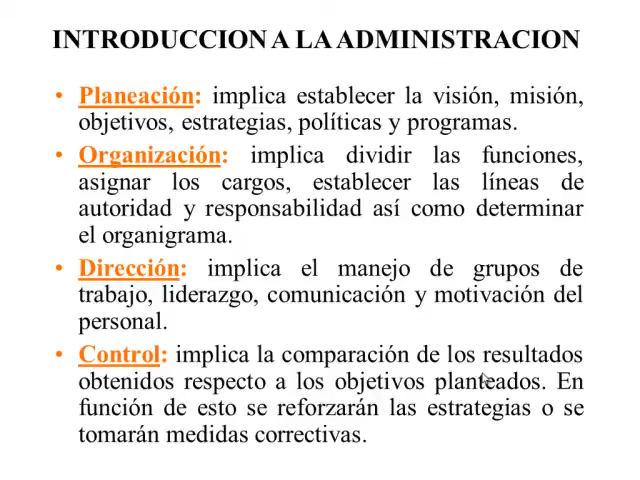 INTRODUCCION A LA ADMINISTRACION
• Planeación: implica establecer la visión, misión,
objetivos, estrategias, políticas y programas.
• Organización: implica dividir las funciones,
asignar los cargos, establecer las líneas de
autoridad y responsabilidad así como determinar
el organigrama.
• Dirección: implica el manejo de grupos de
trabajo, liderazgo, comunicación y motivación del
personal.
• Control: implica la comparación de los resultados
obtenidos respecto a los objetivos planteados. En
función de esto se reforzarán las estrategias o se
tomarán medidas correctivas.